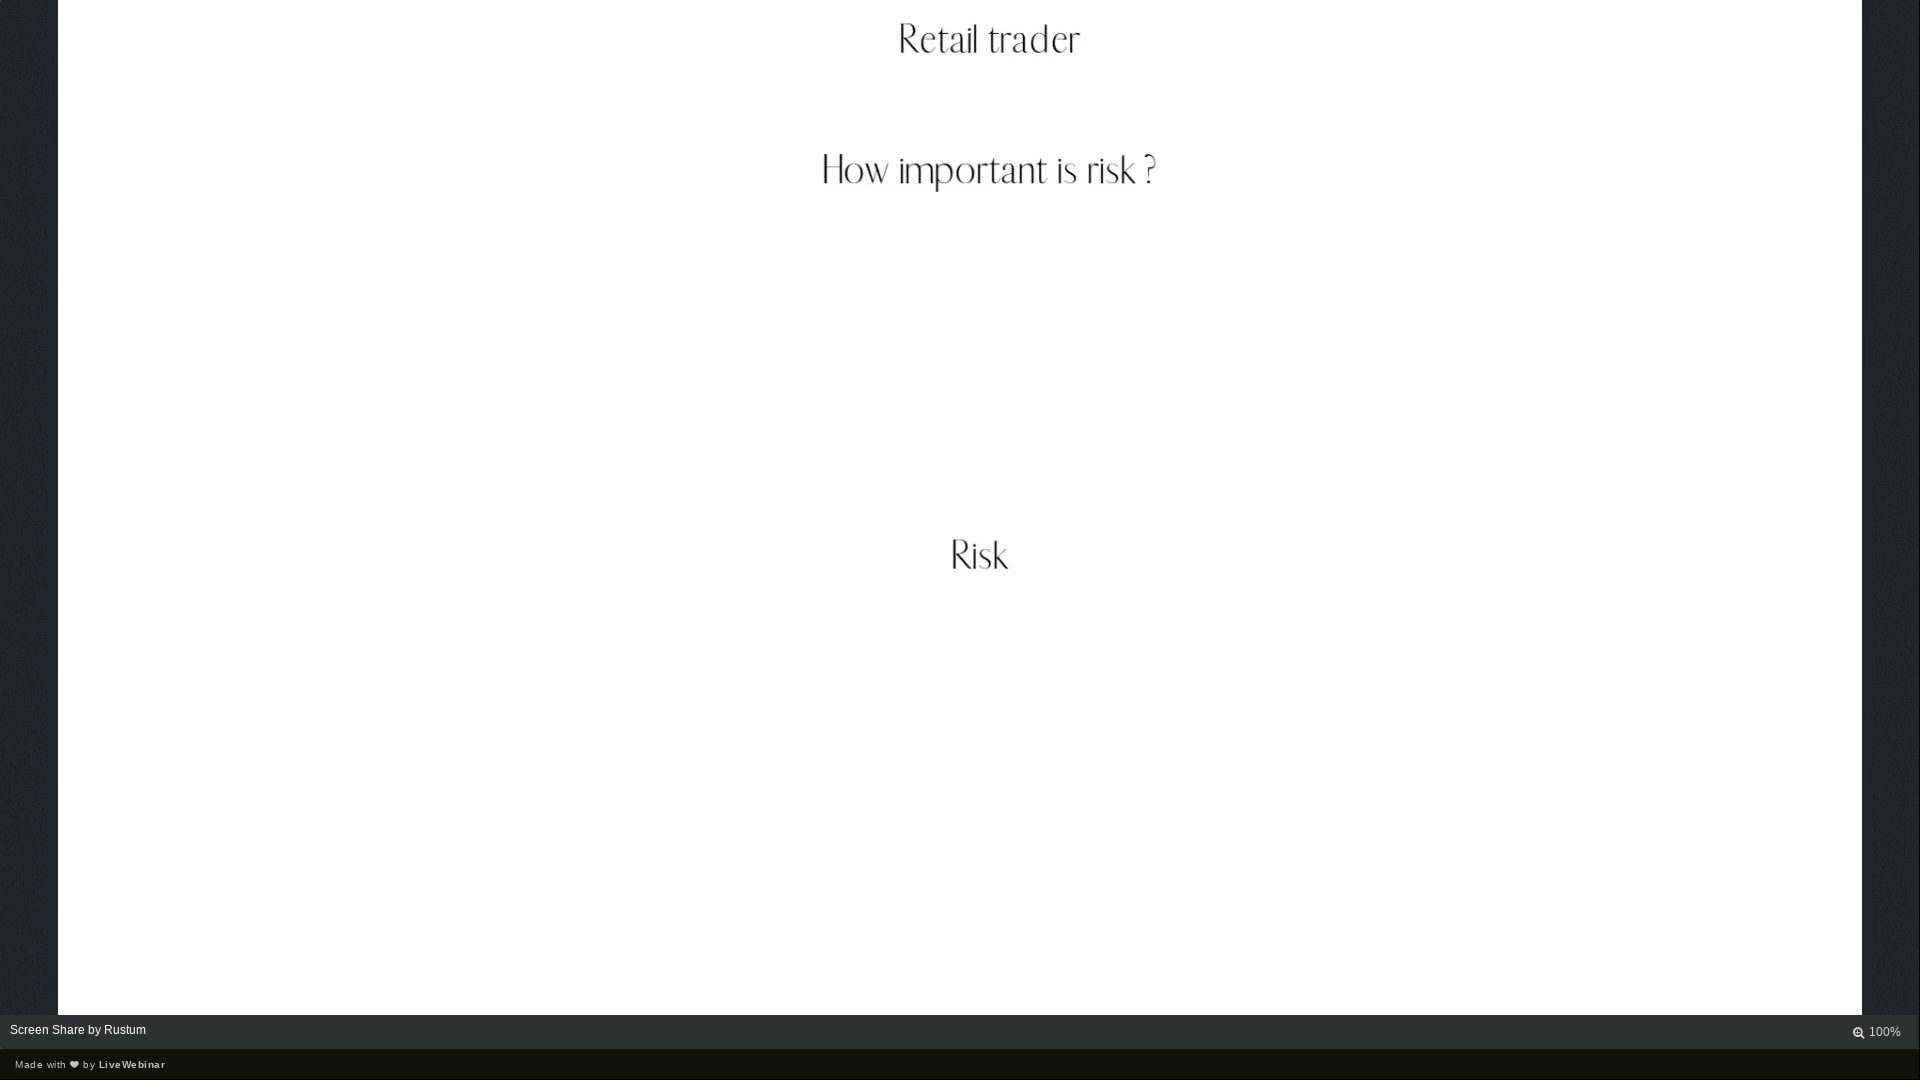 Retail trader
How important is risk ?
Risk
Screen Share by Rustum
100%
Made with ♥ by LiveWebinar